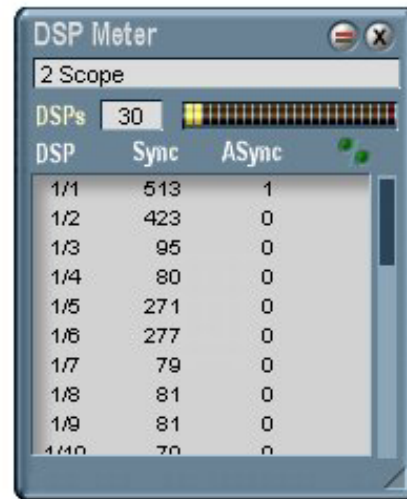 DSP Meter
2 Scope
DSPs 30
DSP Sync ASync
1/1 513 1
1/2 423 0
1/3 95 0
1/4 80 0
1/5 271 0
1/6 277 0
1/7 79 0
1/8 81 0
1/9 81 0